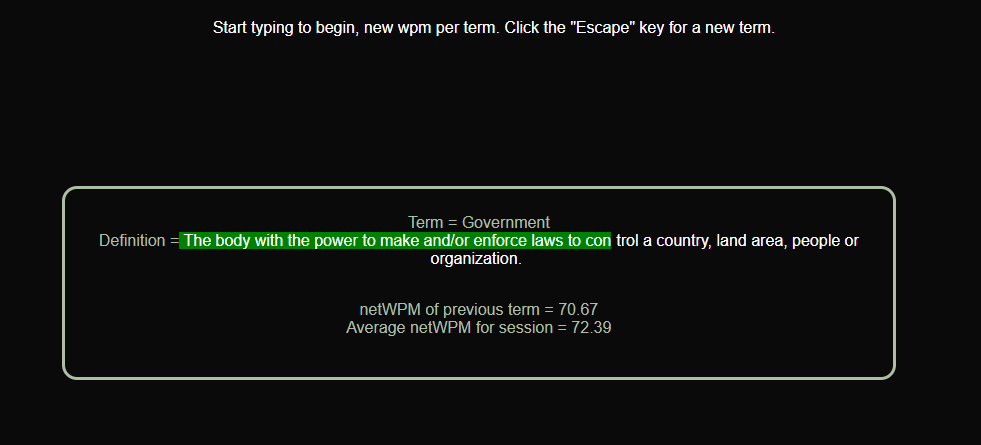 Start typing to begin, new wpm per term. Click the "Escape" key for a new term.
Term = Government
Definition = The body with the power to make and/or enforce laws to con trol a country, land area, people or
organization.
netWPM of previous term = 70.67
Average netWPM for session = 72.39